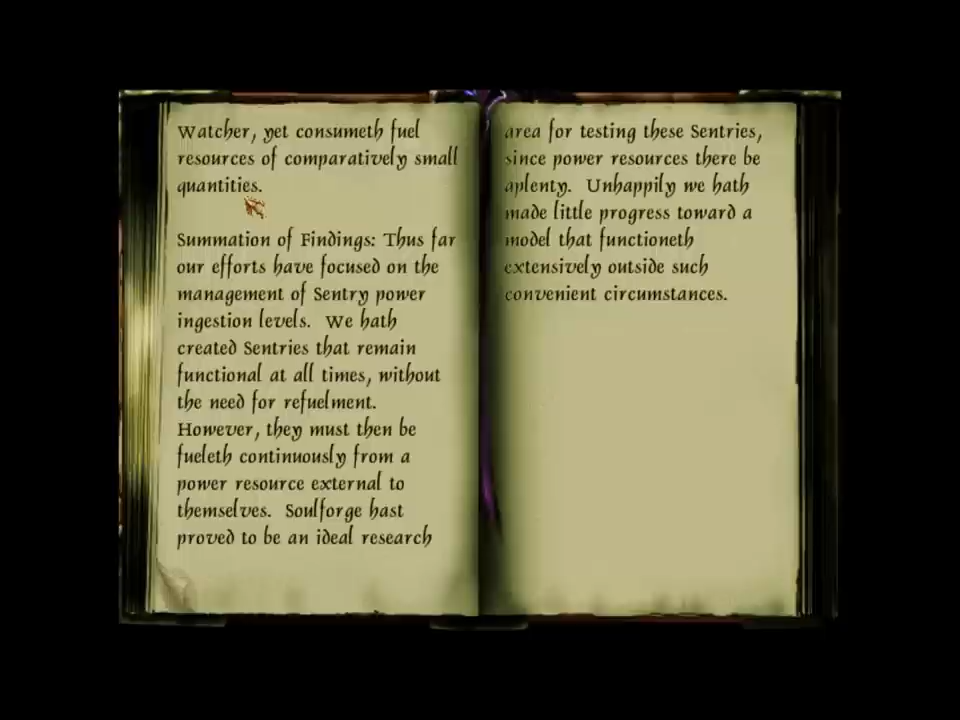 Watcher, yet consumeth fuel
resources of comparatively small
quantities.
Summation of Findings: Thus far
our efforts have focused on the
management of Sentry power
ingestion levels. We hath
created Sentries that remain
functional at all times, without
the need for refuelment.
However, they must then be
fueleth continuously from a
power resource external to
themselves. Soulforge hast
proved to be an ideal research
area for testing these Sentries,
since power resources there be
aplenty. Unhappily we hath
made little progress toward a
model that functioneth
extensively outside such
convenient circumstances.